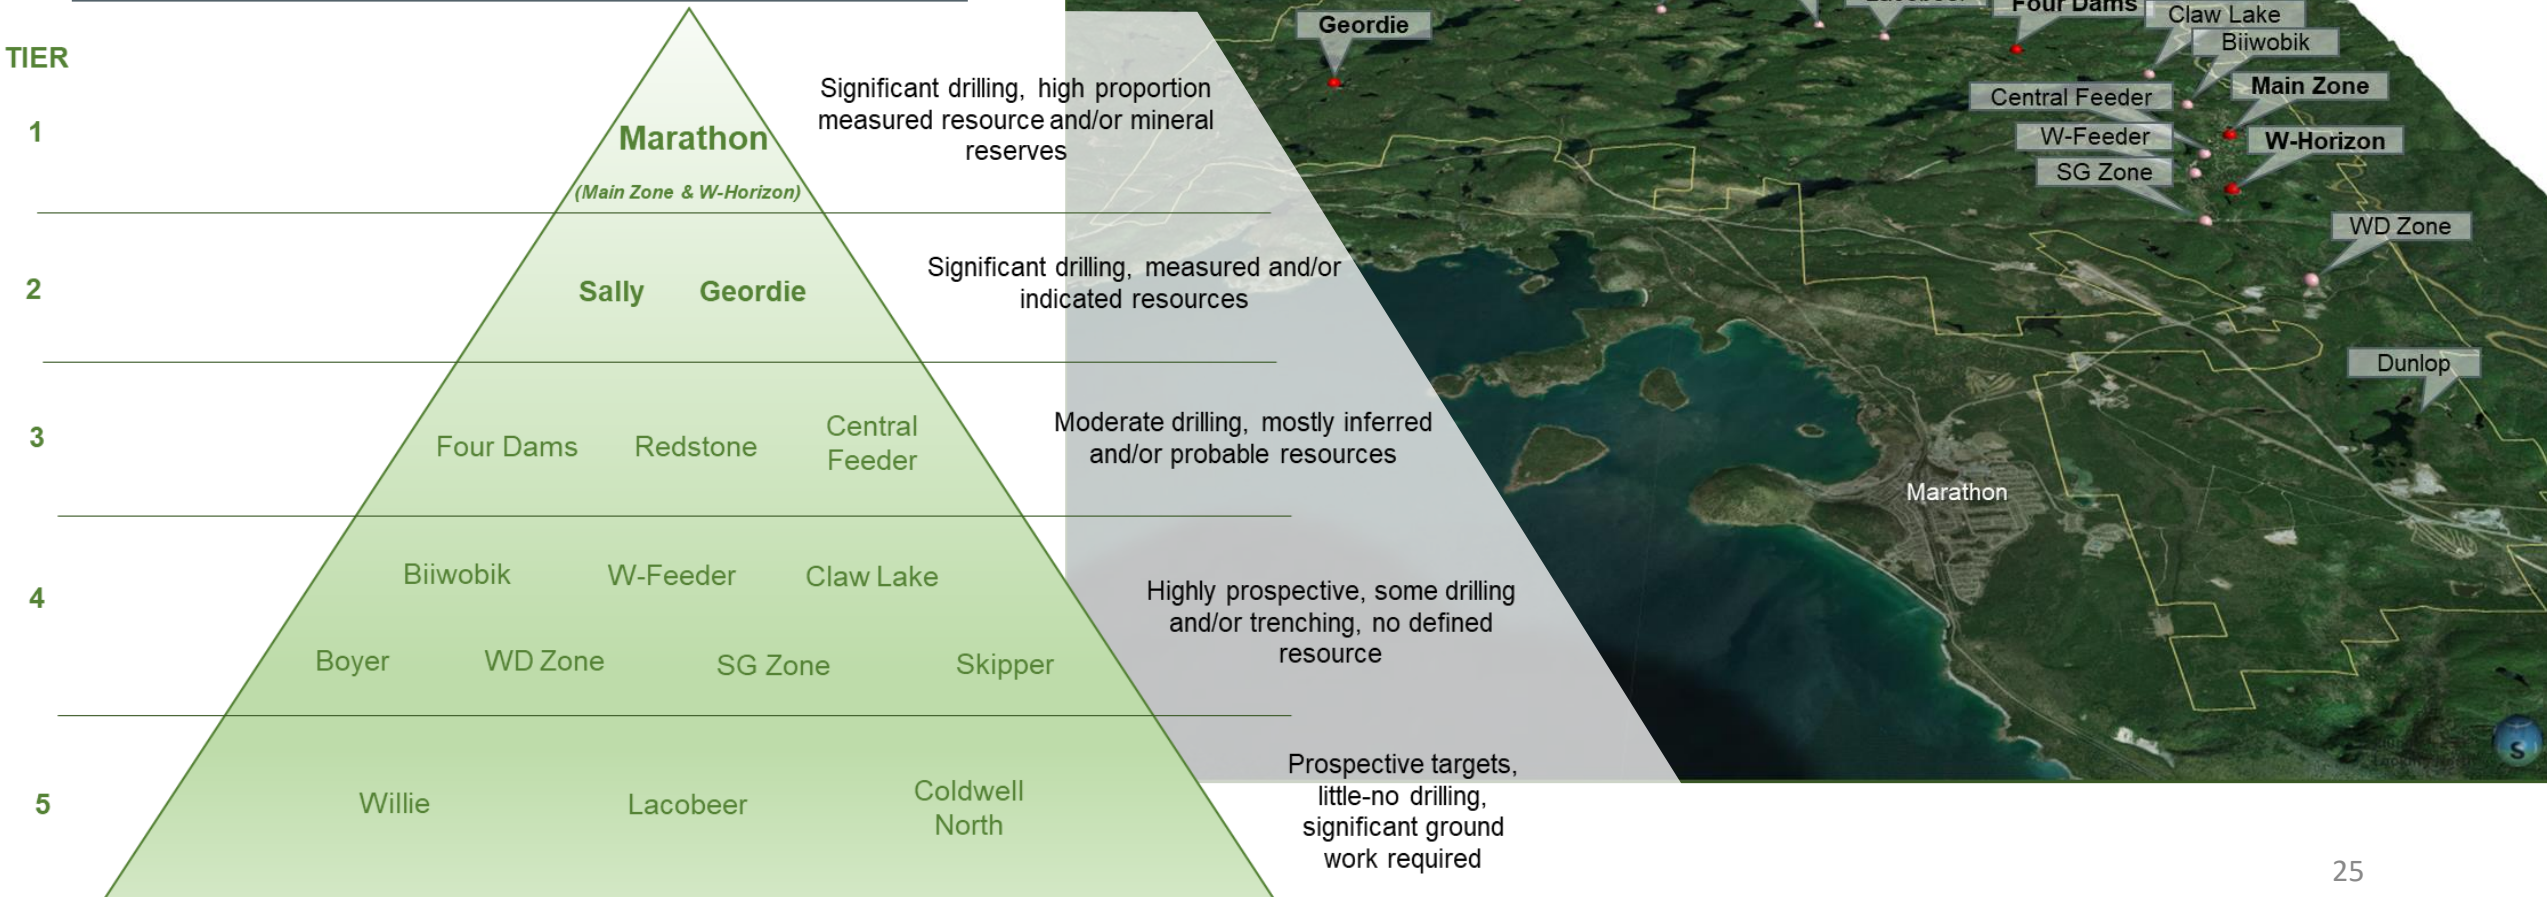 TIER
1
Marathon
(Main Zone & W-Horizon)
Significant drilling, high proportion
measured resource and/or mineral
reserves
2
Sally
Geordie
Significant drilling, measured and/or
indicated resources
3
Four Dams
Redstone
Central
Feeder
Moderate drilling, mostly inferred
and/or probable resources
4
Biiwobik
W-Feeder
Claw Lake
Boyer
WD Zone
SG Zone
Skipper
Highly prospective, some drilling
and/or trenching, no defined
resource
5
Willie
Lacobeer
Coldwell
North
Prospective targets,
little-no drilling,
significant ground
work required
Geordie
Lacobeer
Four Dams
Claw Lake
Biiwobik
Central Feeder
Main Zone
W-Feeder
W-Horizon
SG Zone
WD Zone
Dunlop
Marathon
S
25